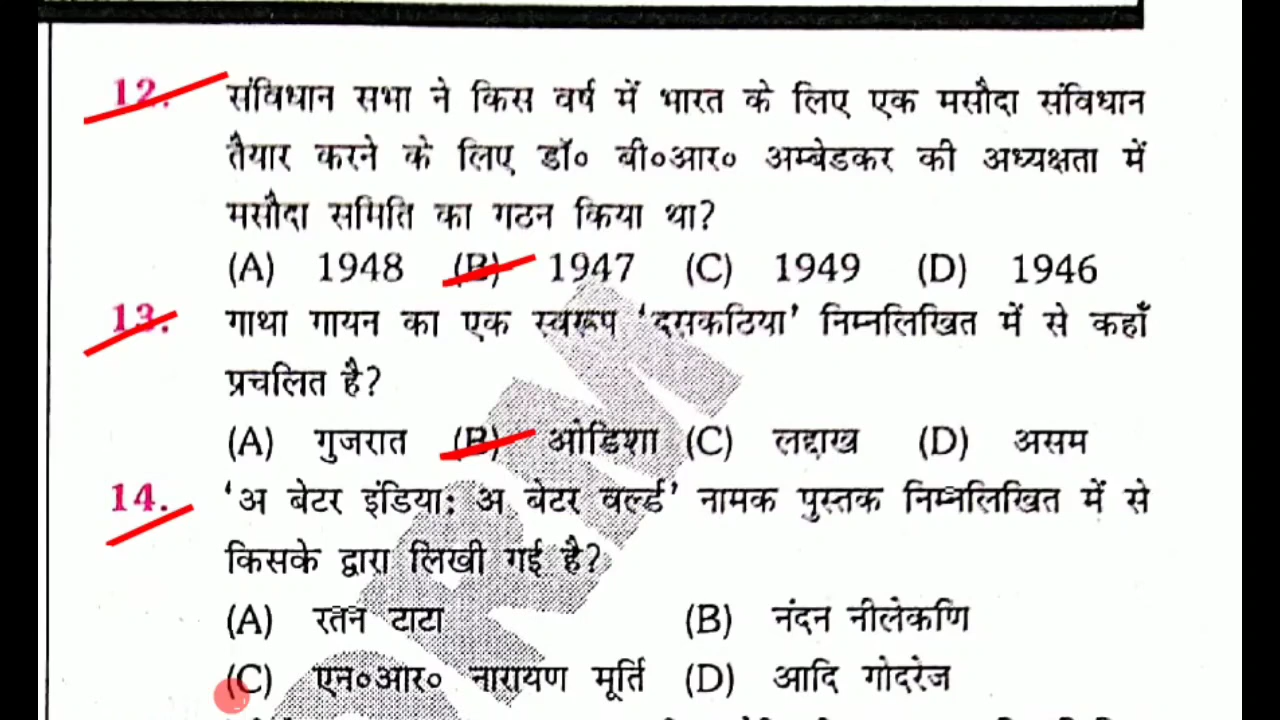 12. संविधान सभा ने किस वर्ष में भारत के लिए एक मसौदा संविधान
तैयार करने के लिए डॉ० बी०आर० अम्बेडकर की अध्यक्षता में
मसौदा समिति का गठन किया था?
(A) 1948 (B) 1947 (C) 1949 (D) 1946
13. गाथा गायन का एक स्वरूप ‘दसकठिया’ निम्नलिखित में से कहाँ
प्रचलित है?
(A) गुजरात (B) ओडिशा (C) लद्दाख (D) असम
14. ‘अ बेटर इंडिया: अ बेटर वर्ल्ड’ नामक पुस्तक निम्नलिखित में से
किसके द्वारा लिखी गई है?
(A) रतन टाटा (B) नंदन नीलेकणि
(C) एन०आर० नारायण मूर्ति (D) आदि गोदरेज